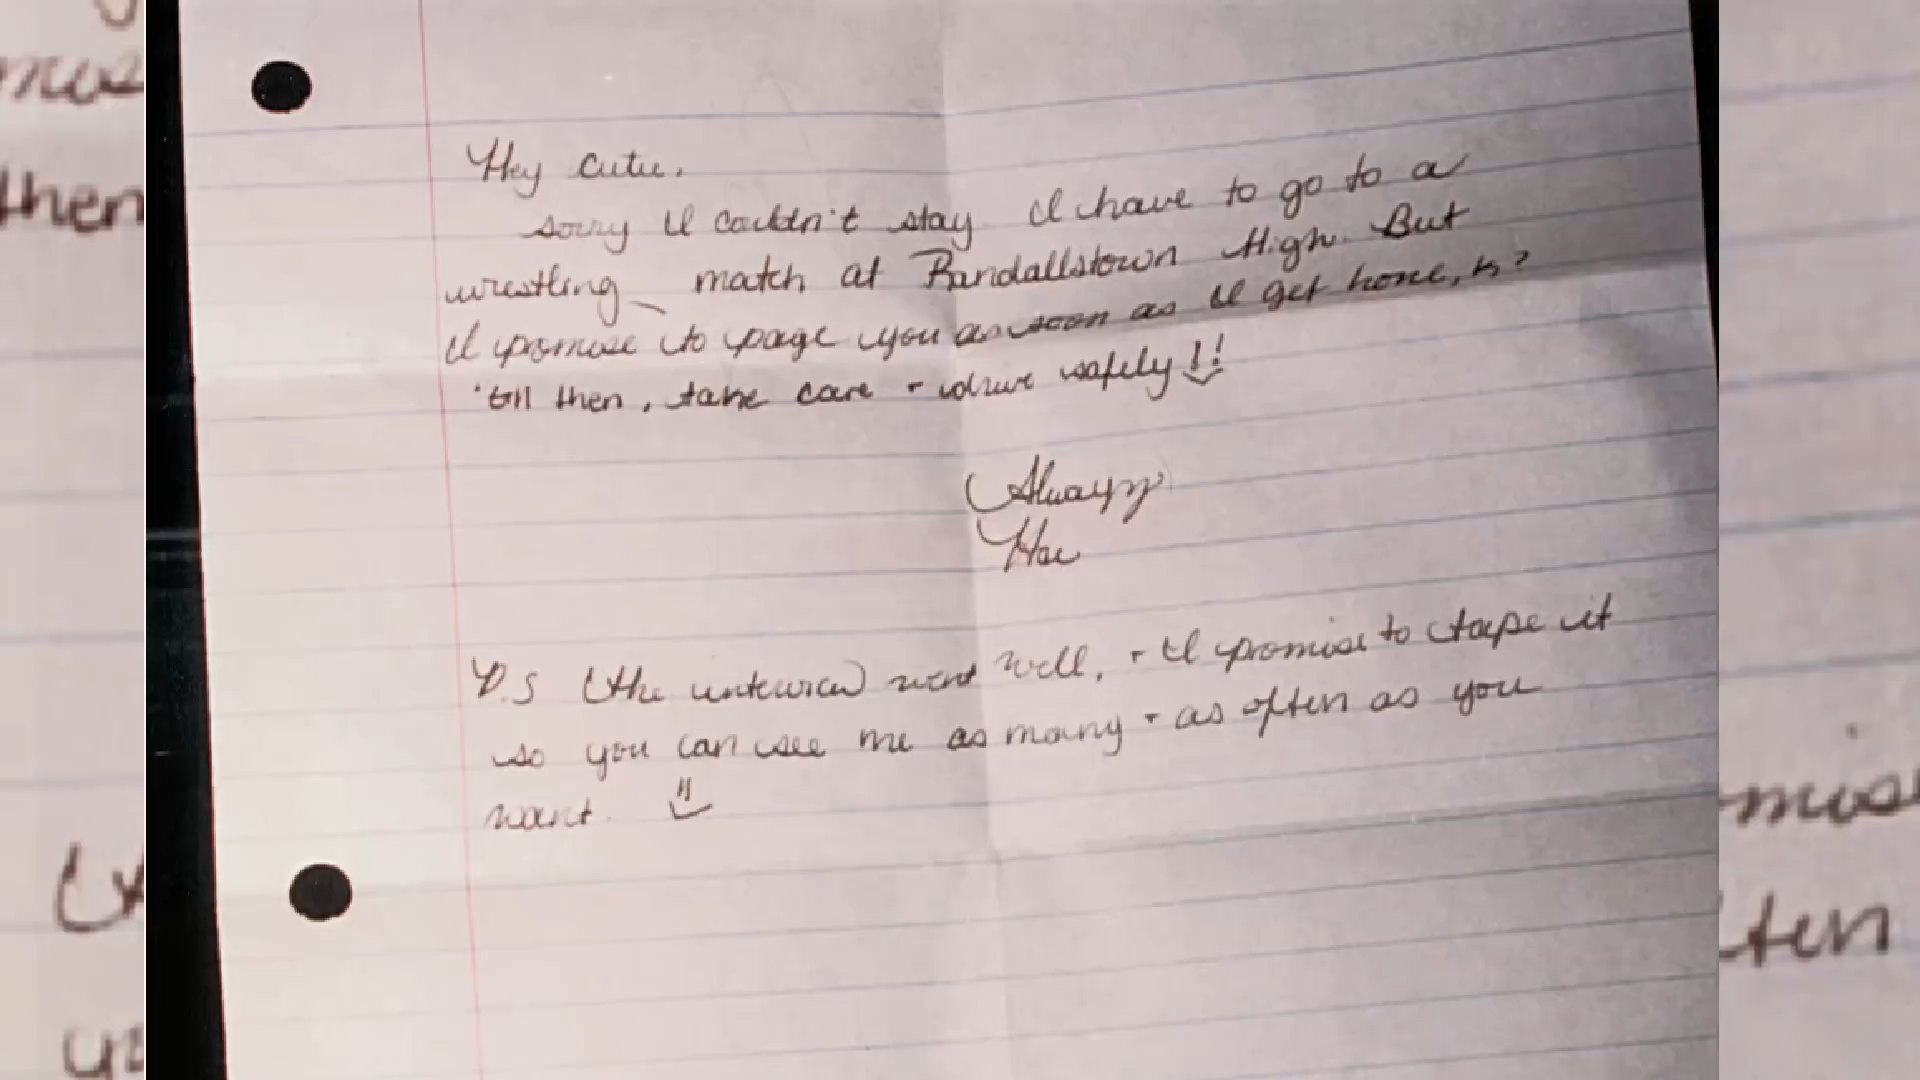 Hey cutie,
sorry I couldn't stay I have to go to a
wrestling match at Randallstown High. But
I promise to page you as soon as I get home, k?
'till then, take care + drive safely!!
Always
Hae
P.S (the interview) went well, + I promise to tape it
so you can see me as many + as often as you
want.